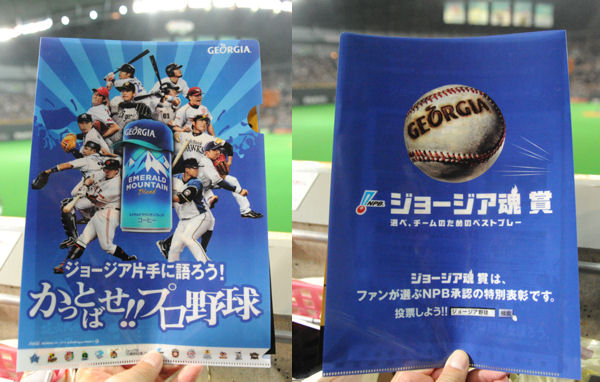 GEORGIA
GEORGIA
EMERALD
MOUNTAIN
Blend
コーヒー
ジョージア片手に語ろう!
かっとばせ!!プロ野球
GEORGIA
NPB ジョージア魂賞
選べ、チームのためのベストプレー
ジョージア魂賞は、
ファンが選ぶNPB承認の特別表彰です。
投票しよう!! ジョージア野球 検索